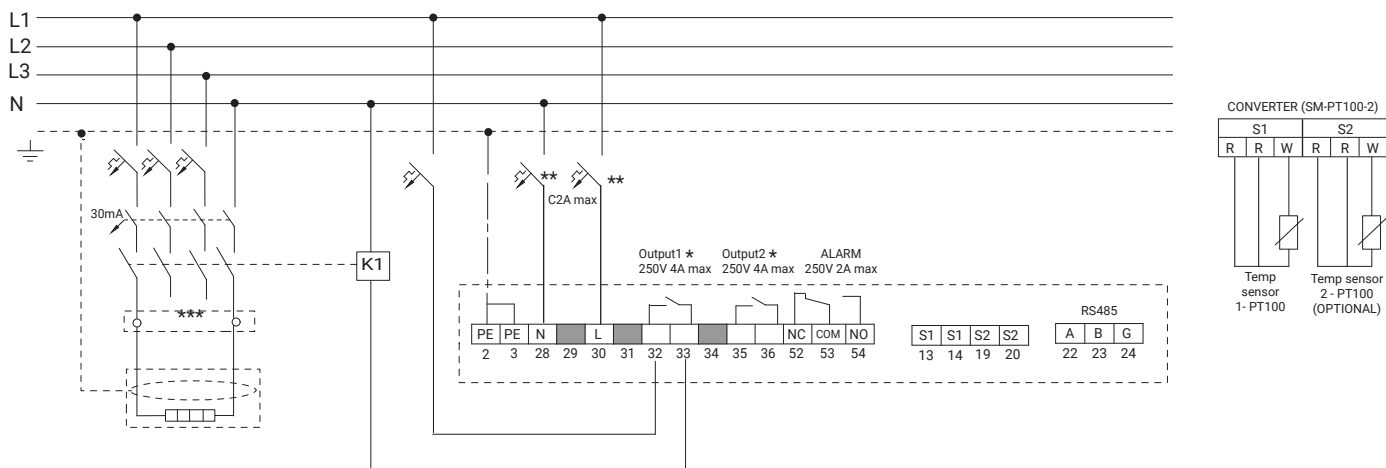 L1
L2
L3
N
30mA
***
K1
**
**
C2A max
Output1 *
250V 4A max
Output2 *
250V 4A max
ALARM
250V 2A max
PE PE N L NC COM NO
2 3 28 29 30 31 32 33 34 35 36 52 53 54
S1 S1 S2 S2
13 14 19 20
RS485
A B G
22 23 24
CONVERTER (SM-PT100-2)
S1 S2
R R W R R W
Temp
sensor
1- PT100
Temp sensor
2 - PT100
(OPTIONAL)